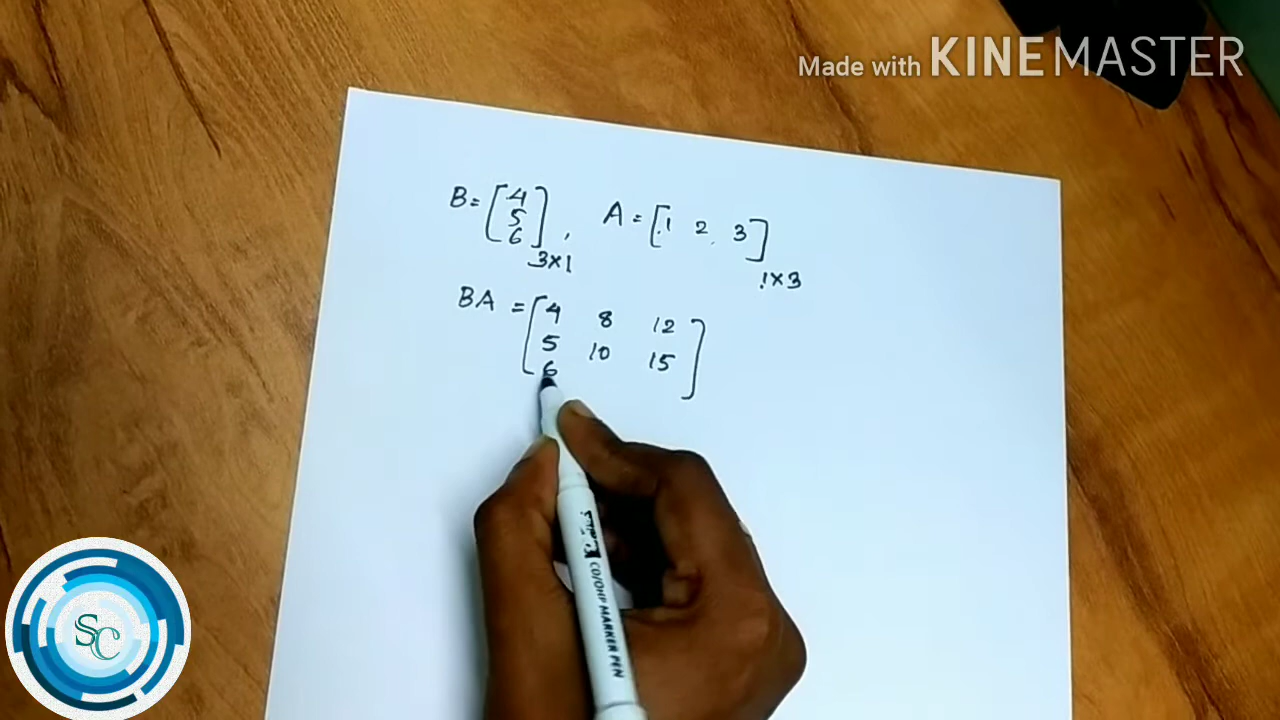 Made with KINEMASTER
B = [4 5 6] 3×1 , A = [1 2 3] 1×3
BA = [4 8 12
5 10 15
6 ]
CD/OHP MARKER PEN
SC